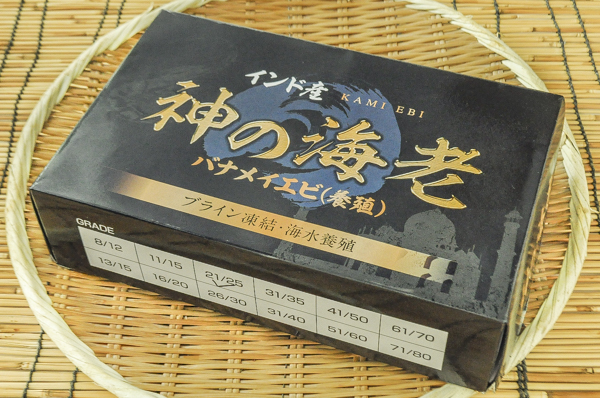 インド産 KAMI EBI
神の海老
バナメイエビ(養殖)
ブライン凍結・海水養殖
GRADE
8/12 11/15 21/25 31/35 41/50 61/70
13/15 16/20 26/30 31/40 51/60 71/80